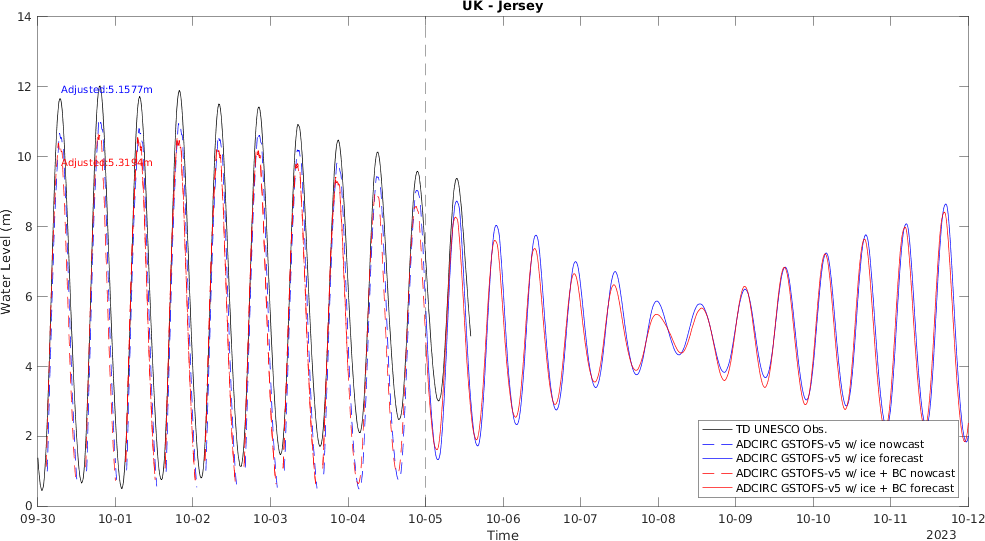 UK - Jersey
14
12
10
8
6
4
2
0
Water Level (m)
Adjusted:5.1577m
Adjusted:5.3194m
TD UNESCO Obs.
ADCIRC GSTOFS-v5 w/ ice nowcast
ADCIRC GSTOFS-v5 w/ ice forecast
ADCIRC GSTOFS-v5 w/ ice + BC nowcast
ADCIRC GSTOFS-v5 w/ ice + BC forecast
09-30 10-01 10-02 10-03 10-04 10-05 10-06 10-07 10-08 10-09 10-10 10-11 10-12
Time
2023